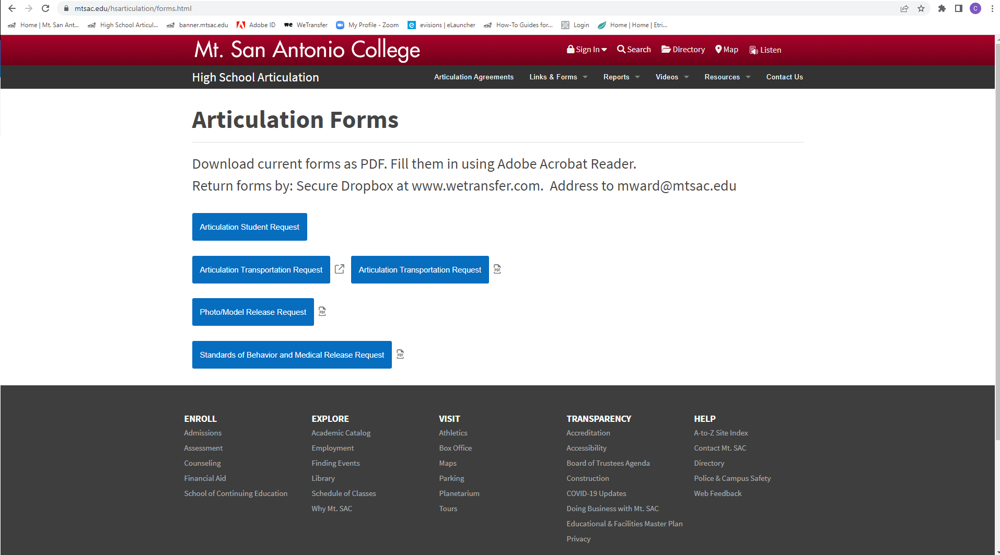 mtsac.edu/hsarticulation/forms.html
C
Home | Mt. San Ant... High School Articul... banner.mtsac.edu Adobe ID we WeTransfer My Profile - Zoom e evisions | eLauncher How-To Guides for... Login Home | Home | Etri...
Mt. San Antonio College
Sign In Search Directory Map Listen
High School Articulation
Articulation Agreements Links & Forms Reports Videos Resources Contact Us
Articulation Forms
Download current forms as PDF. Fill them in using Adobe Acrobat Reader.
Return forms by: Secure Dropbox at www.wetransfer.com. Address to mward@mtsac.edu
Articulation Student Request
Articulation Transportation Request Articulation Transportation Request PDF
Photo/Model Release Request PDF
Standards of Behavior and Medical Release Request PDF
ENROLL
Admissions
Assessment
Counseling
Financial Aid
School of Continuing Education
EXPLORE
Academic Catalog
Employment
Finding Events
Library
Schedule of Classes
Why Mt. SAC
VISIT
Athletics
Box Office
Maps
Parking
Planetarium
Tours
TRANSPARENCY
Accreditation
Accessibility
Board of Trustees Agenda
Construction
COVID-19 Updates
Doing Business with Mt. SAC
Educational & Facilities Master Plan
Privacy
HELP
A-to-Z Site Index
Contact Mt. SAC
Directory
Police & Campus Safety
Web Feedback